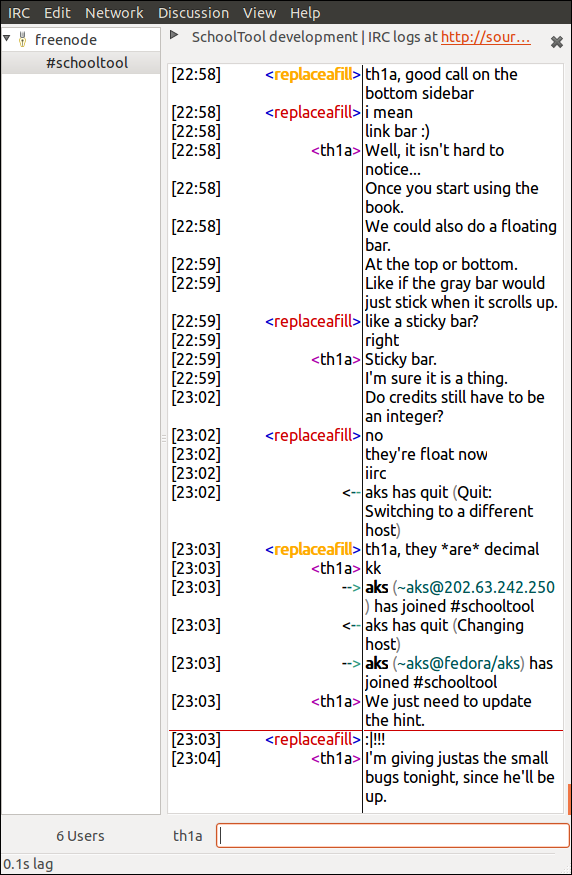 IRC Edit Network Discussion View Help
freenode
#schooltool
SchoolTool development | IRC logs at http://sour...
[22:58] <replaceafill> th1a, good call on the
bottom sidebar
[22:58] <replaceafill> i mean
[22:58] link bar :)
[22:58] <th1a> Well, it isn't hard to
notice...
[22:58] Once you start using the
book.
[22:58] We could also do a floating
bar.
[22:59] At the top or bottom.
[22:59] Like if the gray bar would
just stick when it scrolls up.
[22:59] <replaceafill> like a sticky bar?
[22:59] right
[22:59] <th1a> Sticky bar.
[22:59] I'm sure it is a thing.
[23:02] Do credits still have to be
an integer?
[23:02] <replaceafill> no
[23:02] they're float now
[23:02] iirc
[23:02] <-- aks has quit (Quit:
Switching to a different
host)
[23:03] <replaceafill> th1a, they *are* decimal
[23:03] <th1a> kk
[23:03] --> aks (~aks@202.63.242.250
) has joined #schooltool
[23:03] <-- aks has quit (Changing
host)
[23:03] --> aks (~aks@fedora/aks) has
joined #schooltool
[23:03] <th1a> We just need to update
the hint.
[23:03] <replaceafill> :|!!!
[23:04] <th1a> I'm giving justas the small
bugs tonight, since he'll be
up.
6 Users
th1a
0.1s lag